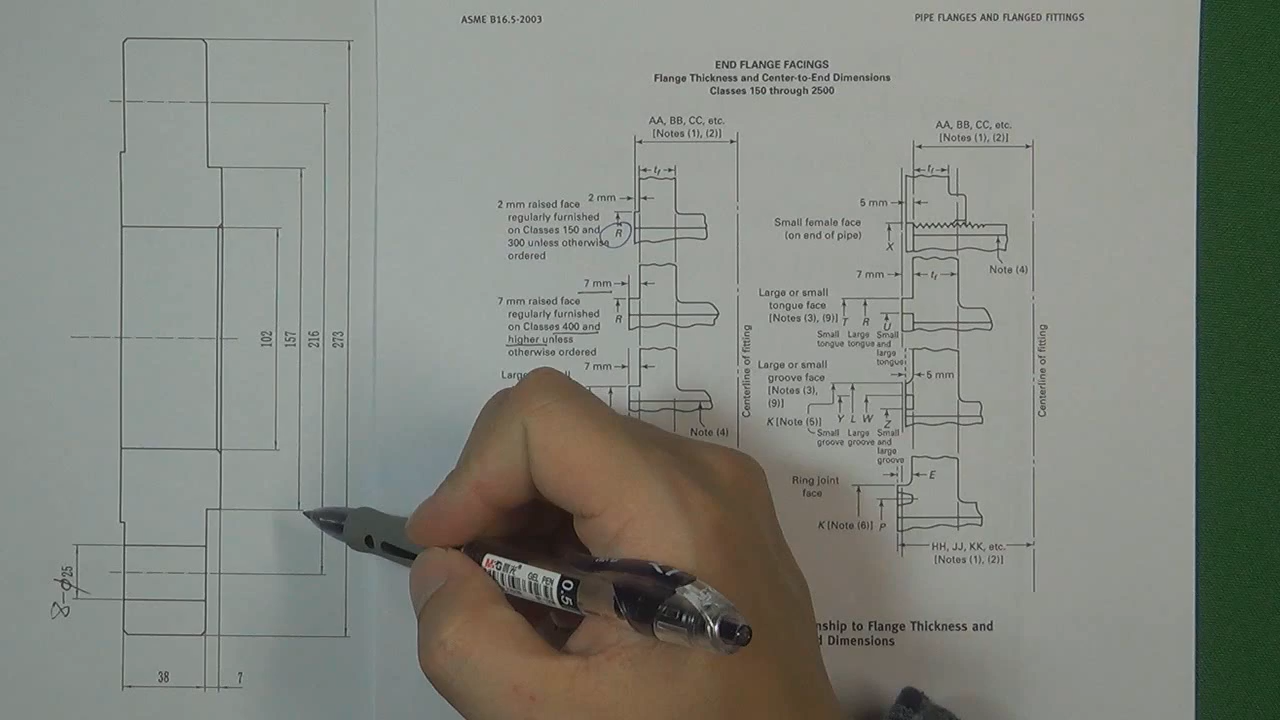 ASME B16.5-2003
PIPE FLANGES AND FLANGED FITTINGS
END FLANGE FACINGS
Flange Thickness and Center-to-End Dimensions
Classes 150 through 2500
AA, BB, CC, etc.
[Notes (1), (2)]
tf
2 mm
2 mm raised face
regularly furnished
on Classes 150 and
300 unless otherwise
ordered
R
7 mm
7 mm raised face
regularly furnished
on Classes 400 and
higher unless
otherwise ordered
R
7 mm
Note (4)
Centerline of fitting
AA, BB, CC, etc.
[Notes (1), (2)]
tf
5 mm
Small female face
(on end of pipe)
X
Note (4)
7 mm
tf
Large or small
tongue face
[Notes (3), (9)]
T R U
Small tongue
Large tongue
Small and large tongue
Large or small
groove face
[Notes (3),
(9)]
5 mm
K [Note (5)]
Y L W Z
Small groove
Large groove
Small and large groove
Ring joint
face
E
K [Note (6)]
P
HH, JJ, KK, etc.
[Notes (1), (2)]
Centerline of fitting
to Flange Thickness and
Dimensions
102
157
216
273
8-ϕ25
38
7
M&G
GEL PEN
0.5